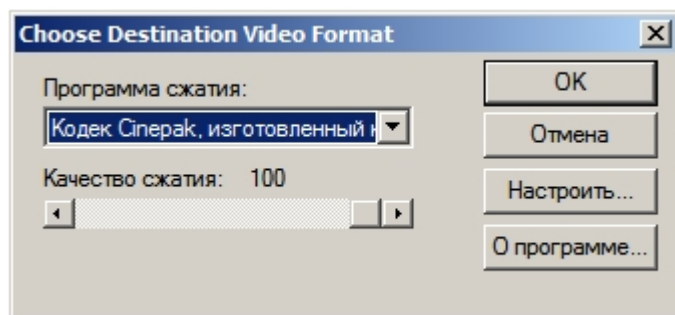 Choose Destination Video Format
Программа сжатия:
Кодек Cinepak, изготовленный
Качество сжатия: 100
OK
Отмена
Настроить...
О программе...